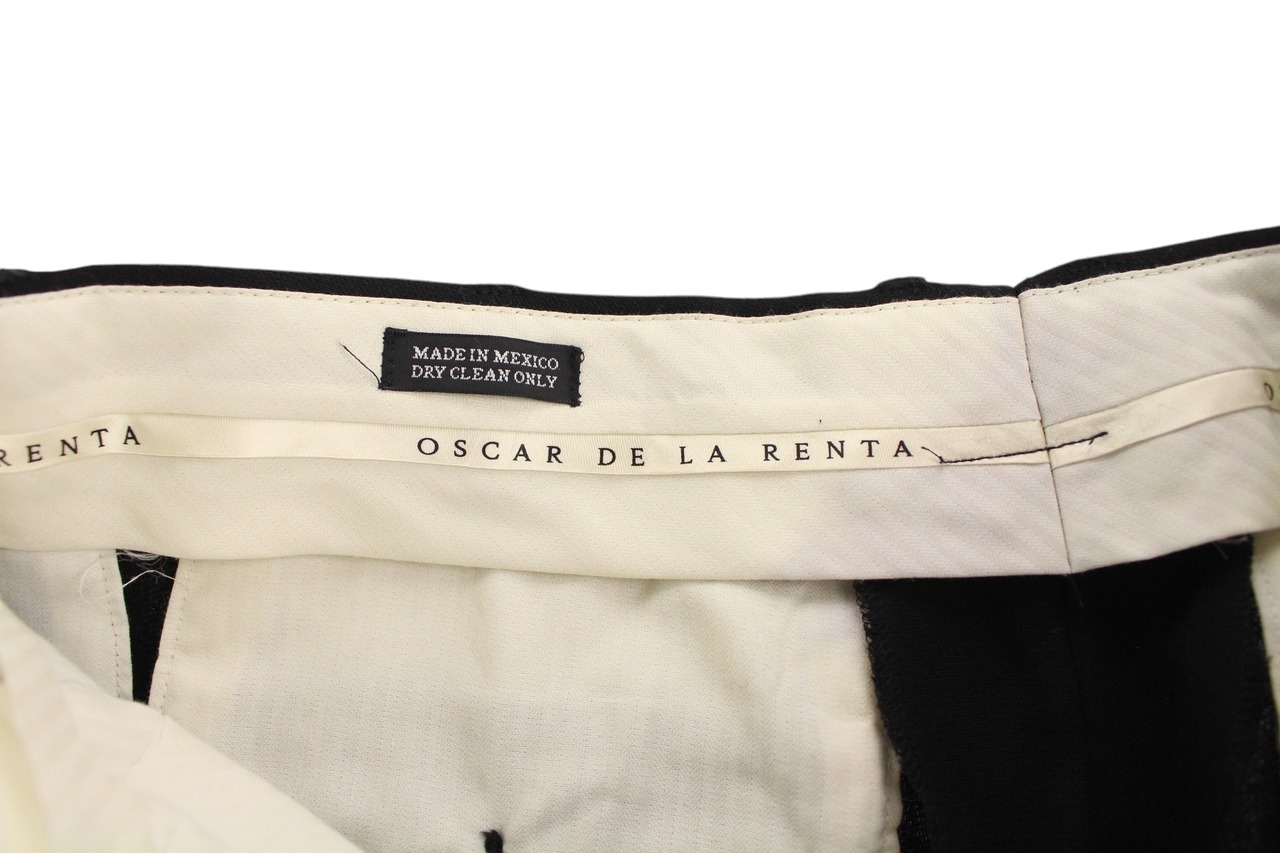 MADE IN MEXICO
DRY CLEAN ONLY
RENTA OSCAR DE LA RENTA O